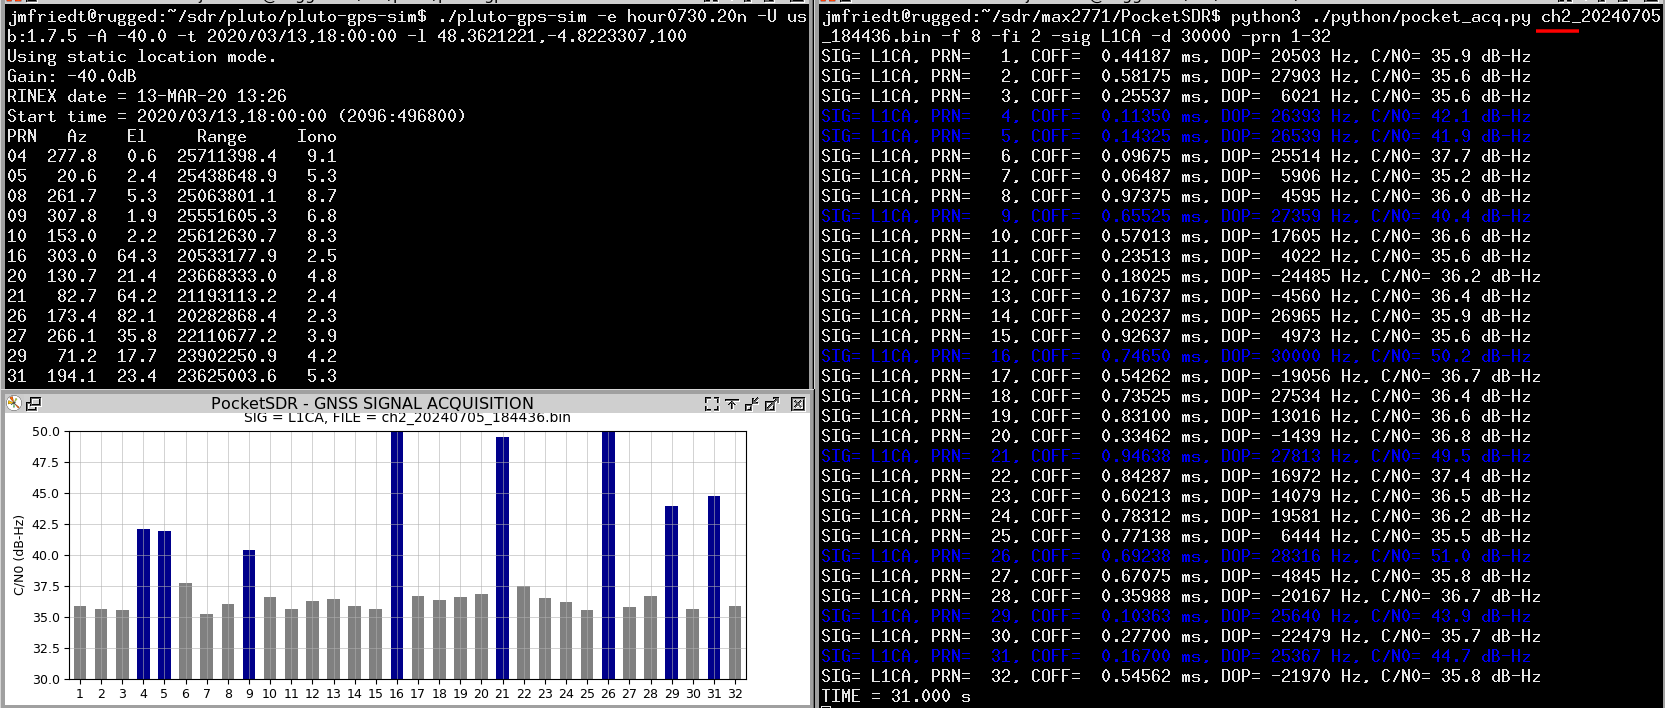 jmfriedt@rugged:~/sdr/pluto/pluto-gps-sim$ ./pluto-gps-sim -e hour0730.20n -U us
b:1.7.5 -A -40.0 -t 2020/03/13,18:00:00 -l 48.3621221,-4.8223307,100
Using static location mode.
Gain: -40.0dB
RINEX date = 13-MAR-20 13:26
Start time = 2020/03/13,18:00:00 (2096:496800)
PRN Az El Range Iono
04 277.8 0.6 25711398.4 9.1
05 20.6 2.4 25438648.9 5.3
08 261.7 5.3 25063801.1 8.7
09 307.8 1.9 25551605.3 6.8
10 153.0 2.2 25612630.7 8.3
16 303.0 64.3 20533177.9 2.5
20 130.7 21.4 23668333.0 4.8
21 82.7 64.2 21193113.2 2.4
26 173.4 82.1 20282868.4 2.3
27 266.1 35.8 22110677.2 3.9
29 71.2 17.7 23902250.9 4.2
31 194.1 23.4 23625003.6 5.3
PocketSDR - GNSS SIGNAL ACQUISITION
SIG = L1CA, FILE = ch2_20240705_184436.bin
C/N0 (dB-Hz)
50.0
47.5
45.0
42.5
40.0
37.5
35.0
32.5
30.0
1 2 3 4 5 6 7 8 9 10 11 12 13 14 15 16 17 18 19 20 21 22 23 24 25 26 27 28 29 30 31 32
jmfriedt@rugged:~/sdr/max2771/PocketSDR$ python3 ./python/pocket_acq.py ch2_20240705
_184436.bin -f 8 -fi 2 -sig L1CA -d 30000 -prn 1-32
SIG= L1CA, PRN= 1, COFF= 0.44187 ms, DOP= 20503 Hz, C/N0= 35.9 dB-Hz
SIG= L1CA, PRN= 2, COFF= 0.58175 ms, DOP= 27903 Hz, C/N0= 35.6 dB-Hz
SIG= L1CA, PRN= 3, COFF= 0.25537 ms, DOP= 6021 Hz, C/N0= 35.6 dB-Hz
SIG= L1CA, PRN= 4, COFF= 0.11350 ms, DOP= 26393 Hz, C/N0= 42.1 dB-Hz
SIG= L1CA, PRN= 5, COFF= 0.14325 ms, DOP= 26539 Hz, C/N0= 41.9 dB-Hz
SIG= L1CA, PRN= 6, COFF= 0.09675 ms, DOP= 25514 Hz, C/N0= 37.7 dB-Hz
SIG= L1CA, PRN= 7, COFF= 0.06487 ms, DOP= 5906 Hz, C/N0= 35.2 dB-Hz
SIG= L1CA, PRN= 8, COFF= 0.97375 ms, DOP= 4595 Hz, C/N0= 36.0 dB-Hz
SIG= L1CA, PRN= 9, COFF= 0.65525 ms, DOP= 27359 Hz, C/N0= 40.4 dB-Hz
SIG= L1CA, PRN= 10, COFF= 0.57013 ms, DOP= 17605 Hz, C/N0= 36.6 dB-Hz
SIG= L1CA, PRN= 11, COFF= 0.23513 ms, DOP= 4022 Hz, C/N0= 35.6 dB-Hz
SIG= L1CA, PRN= 12, COFF= 0.18025 ms, DOP= -24485 Hz, C/N0= 36.2 dB-Hz
SIG= L1CA, PRN= 13, COFF= 0.16737 ms, DOP= -4560 Hz, C/N0= 36.4 dB-Hz
SIG= L1CA, PRN= 14, COFF= 0.20237 ms, DOP= 26965 Hz, C/N0= 35.9 dB-Hz
SIG= L1CA, PRN= 15, COFF= 0.92637 ms, DOP= 4973 Hz, C/N0= 35.6 dB-Hz
SIG= L1CA, PRN= 16, COFF= 0.74650 ms, DOP= 30000 Hz, C/N0= 50.2 dB-Hz
SIG= L1CA, PRN= 17, COFF= 0.54262 ms, DOP= -19056 Hz, C/N0= 36.7 dB-Hz
SIG= L1CA, PRN= 18, COFF= 0.73525 ms, DOP= 27534 Hz, C/N0= 36.4 dB-Hz
SIG= L1CA, PRN= 19, COFF= 0.83100 ms, DOP= 13016 Hz, C/N0= 36.6 dB-Hz
SIG= L1CA, PRN= 20, COFF= 0.33462 ms, DOP= -1439 Hz, C/N0= 36.8 dB-Hz
SIG= L1CA, PRN= 21, COFF= 0.94638 ms, DOP= 27813 Hz, C/N0= 49.5 dB-Hz
SIG= L1CA, PRN= 22, COFF= 0.84287 ms, DOP= 16972 Hz, C/N0= 37.4 dB-Hz
SIG= L1CA, PRN= 23, COFF= 0.60213 ms, DOP= 14079 Hz, C/N0= 36.5 dB-Hz
SIG= L1CA, PRN= 24, COFF= 0.78312 ms, DOP= 19581 Hz, C/N0= 36.2 dB-Hz
SIG= L1CA, PRN= 25, COFF= 0.77138 ms, DOP= 6444 Hz, C/N0= 35.5 dB-Hz
SIG= L1CA, PRN= 26, COFF= 0.69238 ms, DOP= 28316 Hz, C/N0= 51.0 dB-Hz
SIG= L1CA, PRN= 27, COFF= 0.67075 ms, DOP= -4845 Hz, C/N0= 35.8 dB-Hz
SIG= L1CA, PRN= 28, COFF= 0.35988 ms, DOP= -20167 Hz, C/N0= 36.7 dB-Hz
SIG= L1CA, PRN= 29, COFF= 0.10363 ms, DOP= 25640 Hz, C/N0= 43.9 dB-Hz
SIG= L1CA, PRN= 30, COFF= 0.27700 ms, DOP= -22479 Hz, C/N0= 35.7 dB-Hz
SIG= L1CA, PRN= 31, COFF= 0.16700 ms, DOP= 25367 Hz, C/N0= 44.7 dB-Hz
SIG= L1CA, PRN= 32, COFF= 0.54562 ms, DOP= -21970 Hz, C/N0= 35.8 dB-Hz
TIME = 31.000 s